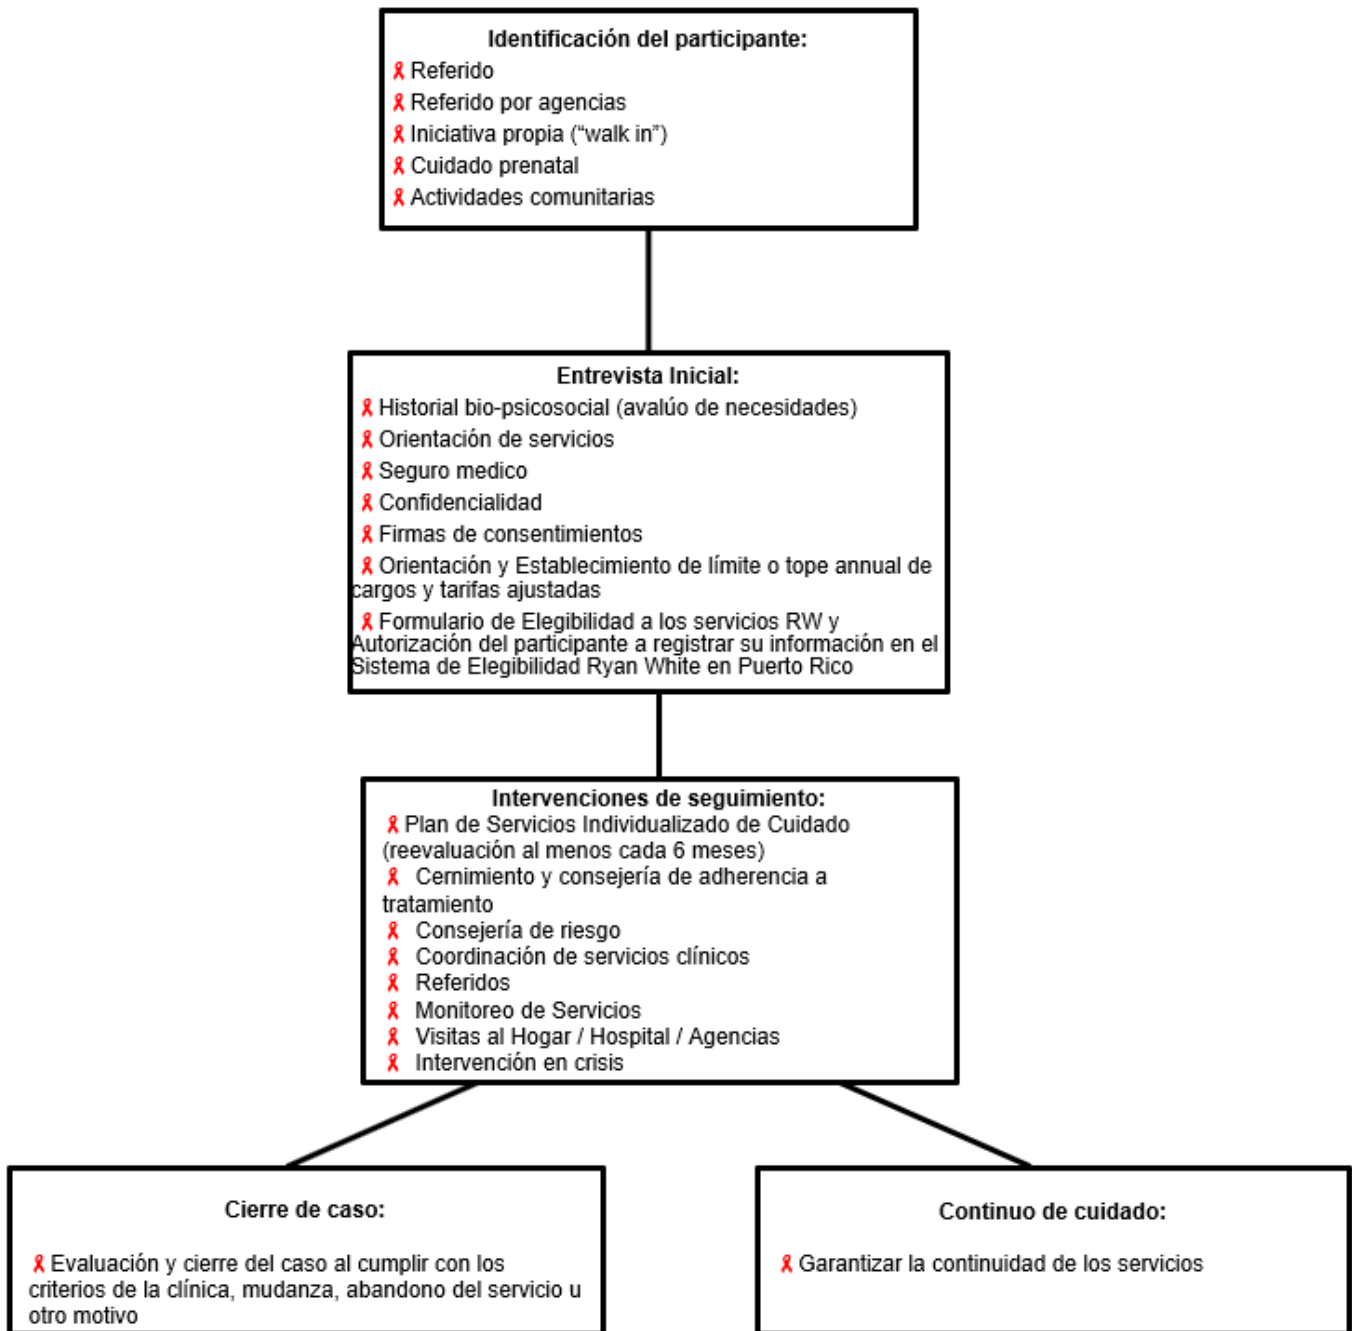 Identificación del participante:
Referido
Referido por agencias
Iniciativa propia (“walk in”)
Cuidado prenatal
Actividades comunitarias
Entrevista Inicial:
Historial bio-psicosocial (avalúo de necesidades)
Orientación de servicios
Seguro medico
Confidencialidad
Firmas de consentimientos
Orientación y Establecimiento de límite o tope annual de
cargos y tarifas ajustadas
Formulario de Elegibilidad a los servicios RW y
Autorización del participante a registrar su información en el
Sistema de Elegibilidad Ryan White en Puerto Rico
Intervenciones de seguimiento:
Plan de Servicios Individualizado de Cuidado
(reevaluación al menos cada 6 meses)
Cernimiento y consejería de adherencia a
tratamiento
Consejería de riesgo
Coordinación de servicios clínicos
Referidos
Monitoreo de Servicios
Visitas al Hogar / Hospital / Agencias
Intervención en crisis
Cierre de caso:
Evaluación y cierre del caso al cumplir con los
criterios de la clínica, mudanza, abandono del servicio u
otro motivo
Continuo de cuidado:
Garantizar la continuidad de los servicios